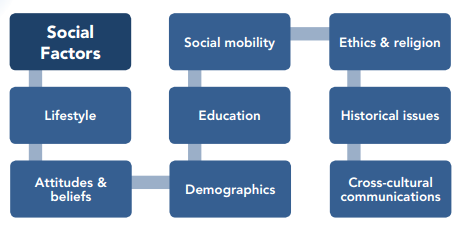 Social
Factors
Lifestyle
Attitudes &
beliefs
Demographics
Education
Social mobility
Ethics & religion
Historical issues
Cross-cultural
communications